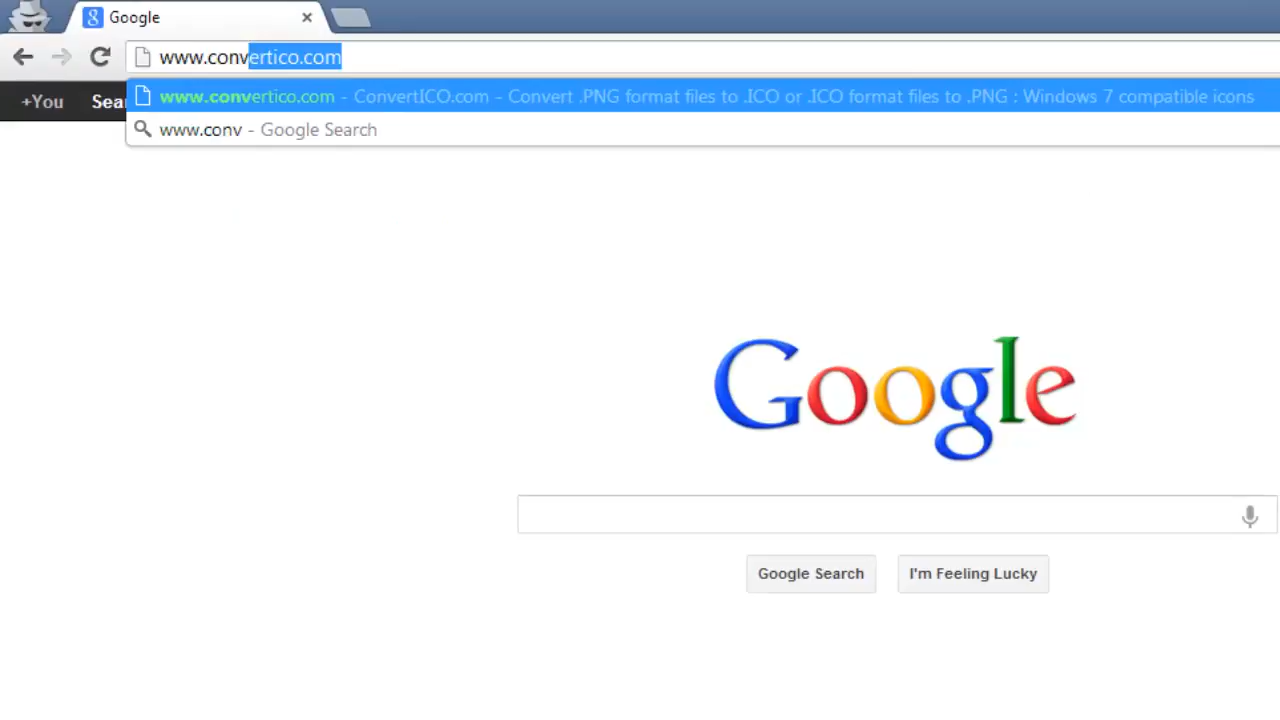 Google
www.convertico.com
+You Sear
www.convertico.com - ConvertICO.com - Convert .PNG format files to .ICO or .ICO format files to .PNG : Windows 7 compatible icons
www.conv - Google Search
Google
Google Search I'm Feeling Lucky